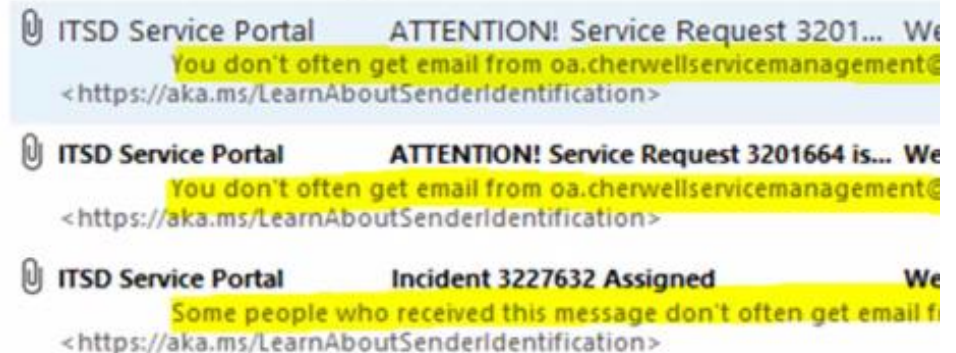 ITSD Service Portal ATTENTION! Service Request 3201... We
You don't often get email from oa.cherwellservicemanagement@
<https://aka.ms/LearnAboutSenderIdentification>
ITSD Service Portal ATTENTION! Service Request 3201664 is... We
You don't often get email from oa.cherwellservicemanagement@
<https://aka.ms/LearnAboutSenderIdentification>
ITSD Service Portal Incident 3227632 Assigned We
Some people who received this message don't often get email
<https://aka.ms/LearnAboutSenderIdentification>